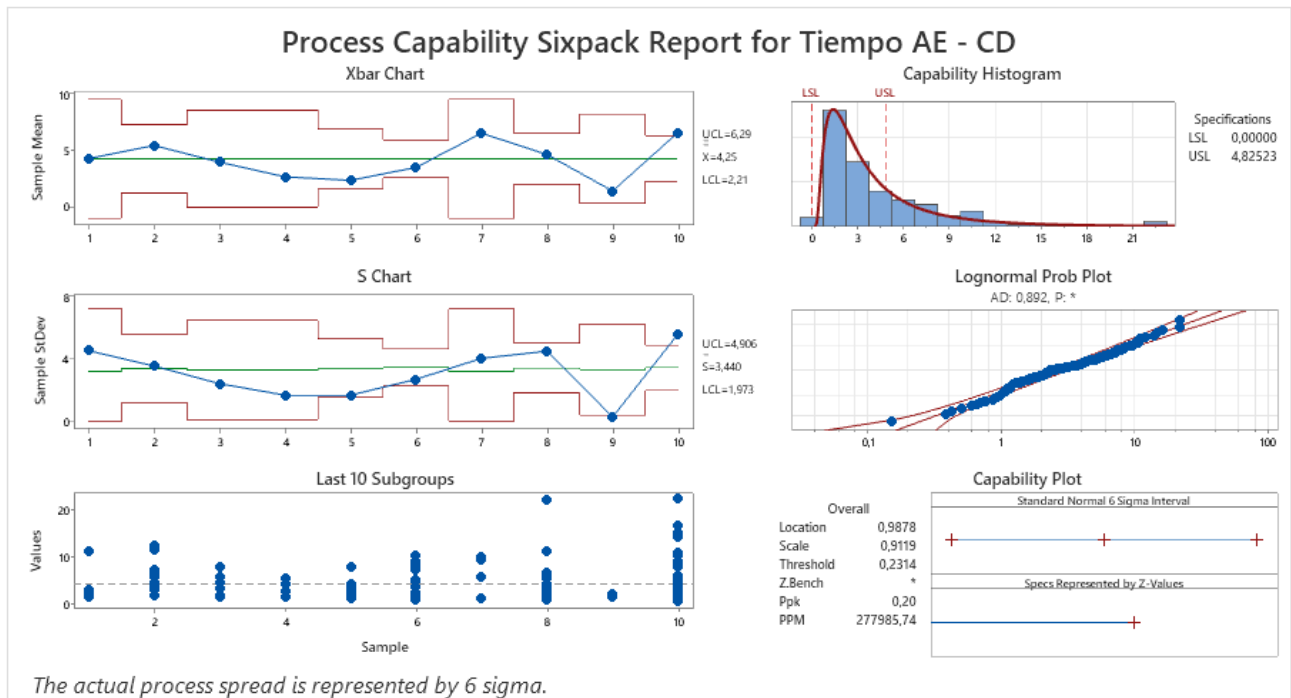 Process Capability Sixpack Report for Tiempo AE - CD
Xbar Chart
Sample Mean
10
5
0
UCL=6,29
X=4,25
LCL=2,21
1 2 3 4 5 6 7 8 9 10
S Chart
Sample StDev
8
4
0
UCL=4,906
S=3,440
LCL=1,973
1 2 3 4 5 6 7 8 9 10
Last 10 Subgroups
Values
20
10
0
2 4 6 8 10
Sample
Capability Histogram
LSL USL
Specifications
LSL 0,00000
USL 4,82523
0 3 6 9 12 15 18 21
Lognormal Prob Plot
AD: 0,892, P: *
0,1 1 10 100
Capability Plot
Overall
Location 0,9878
Scale 0,9119
Threshold 0,2314
Z.Bench *
Ppk 0,20
PPM 277985,74
Standard Normal 6 Sigma Interval
Specs Represented by Z-Values
The actual process spread is represented by 6 sigma.